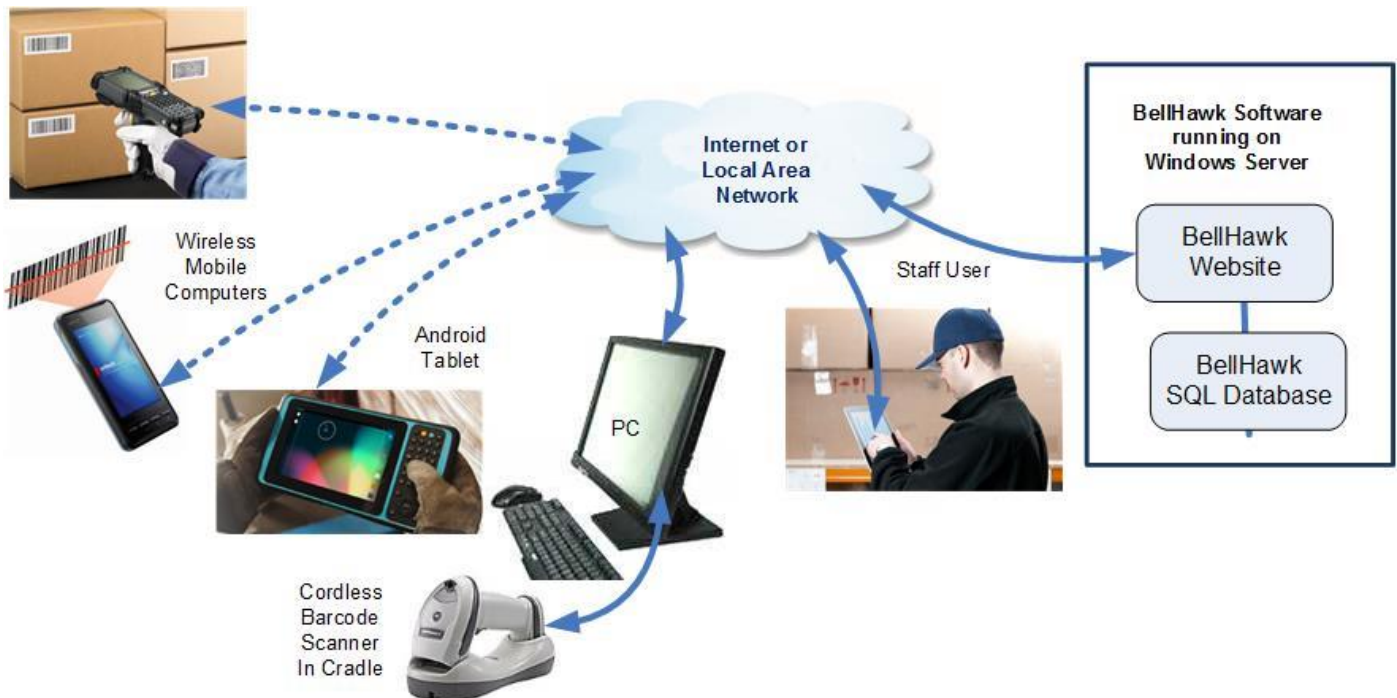 BellHawk Software
running on
Windows Server
Internet or
Local Area
Network
BellHawk
Website
Wireless
Mobile
Computers
Staff User
Android
Tablet
BellHawk
SQL Database
PC
Cordless
Barcode
Scanner
In Cradle